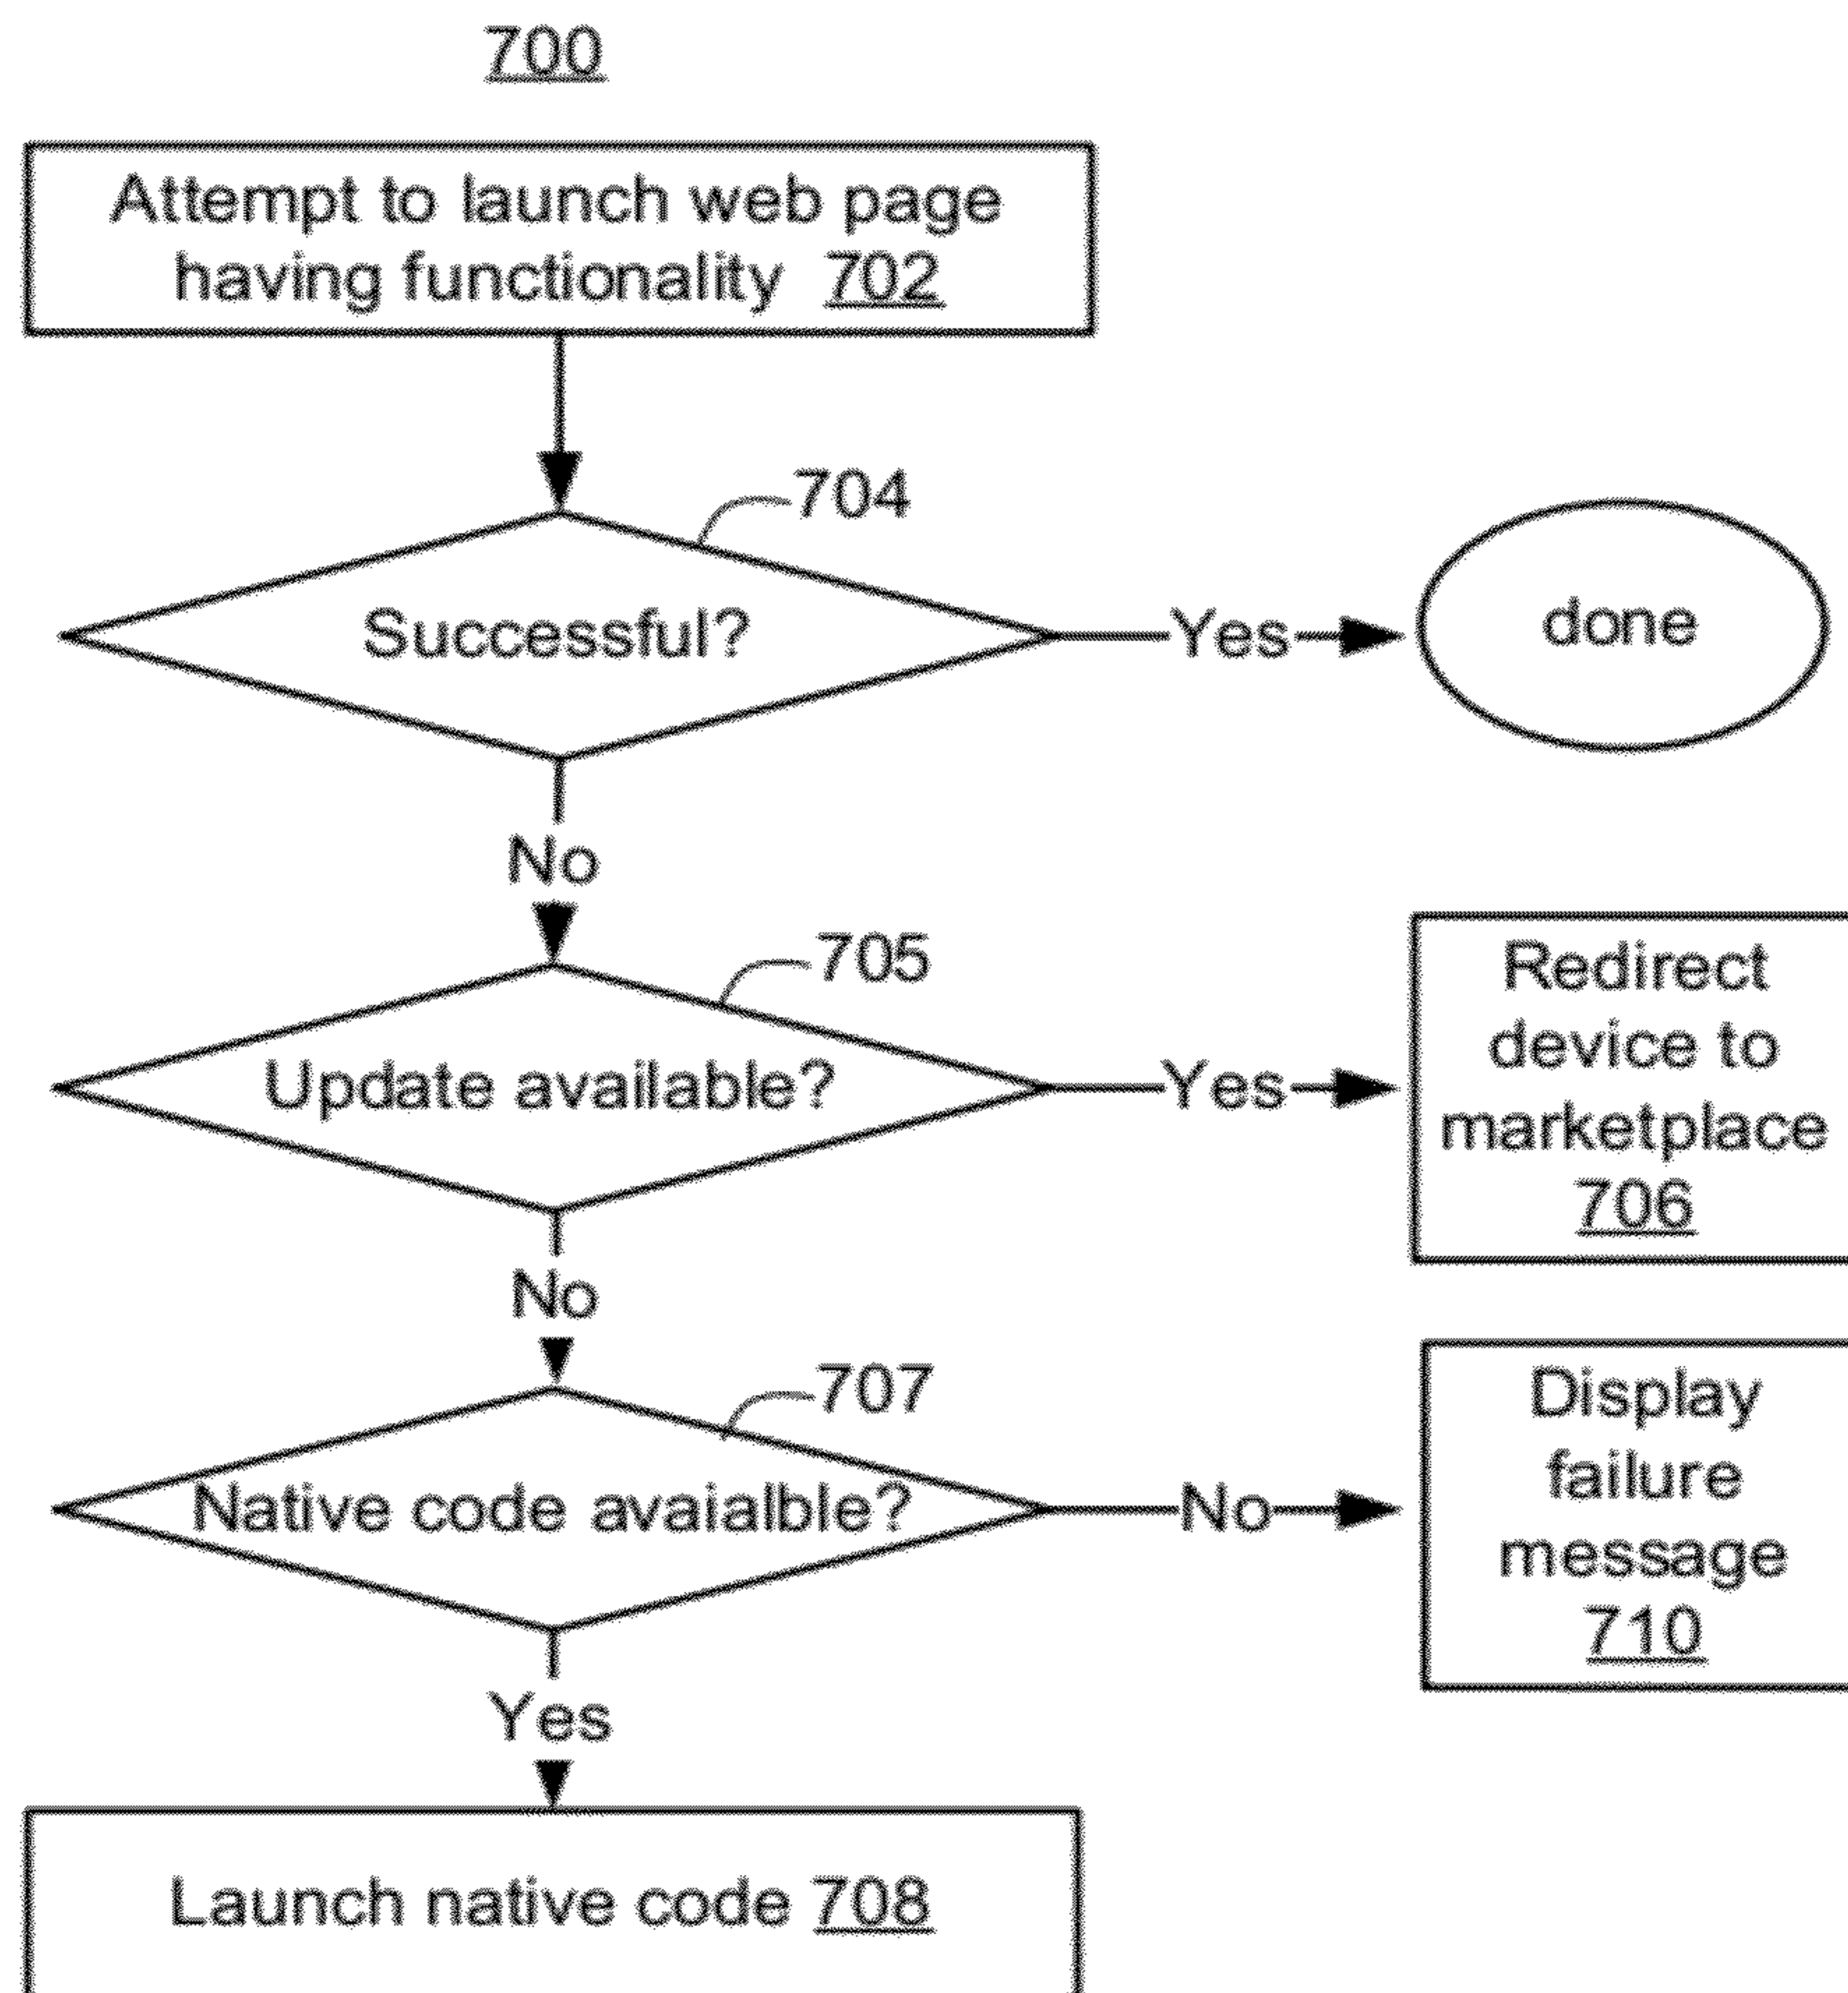 700
Attempt to launch web page
having functionality 702
704
Successful?
Yes
done
No
705
Update available?
Yes
Redirect
device to
marketplace
706
No
707
Native code avaialble?
No
Display
failure
message
710
Yes
Launch native code 708